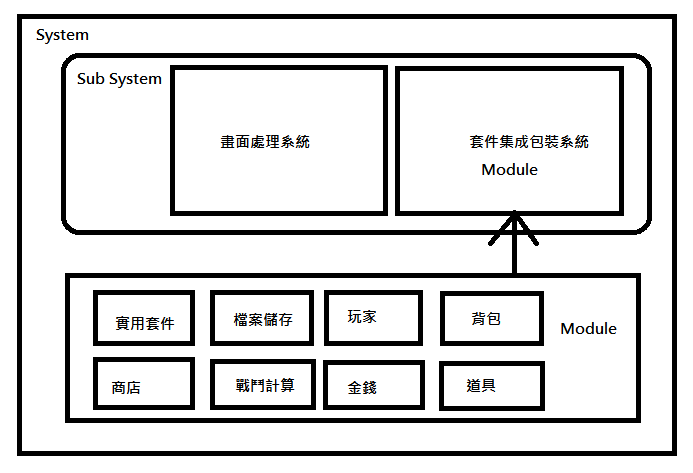 System
Sub System
畫面處理系統
套件集成包裝系統
Module
實用套件
檔案儲存
玩家
背包
Module
商店
戰鬥計算
金錢
道具